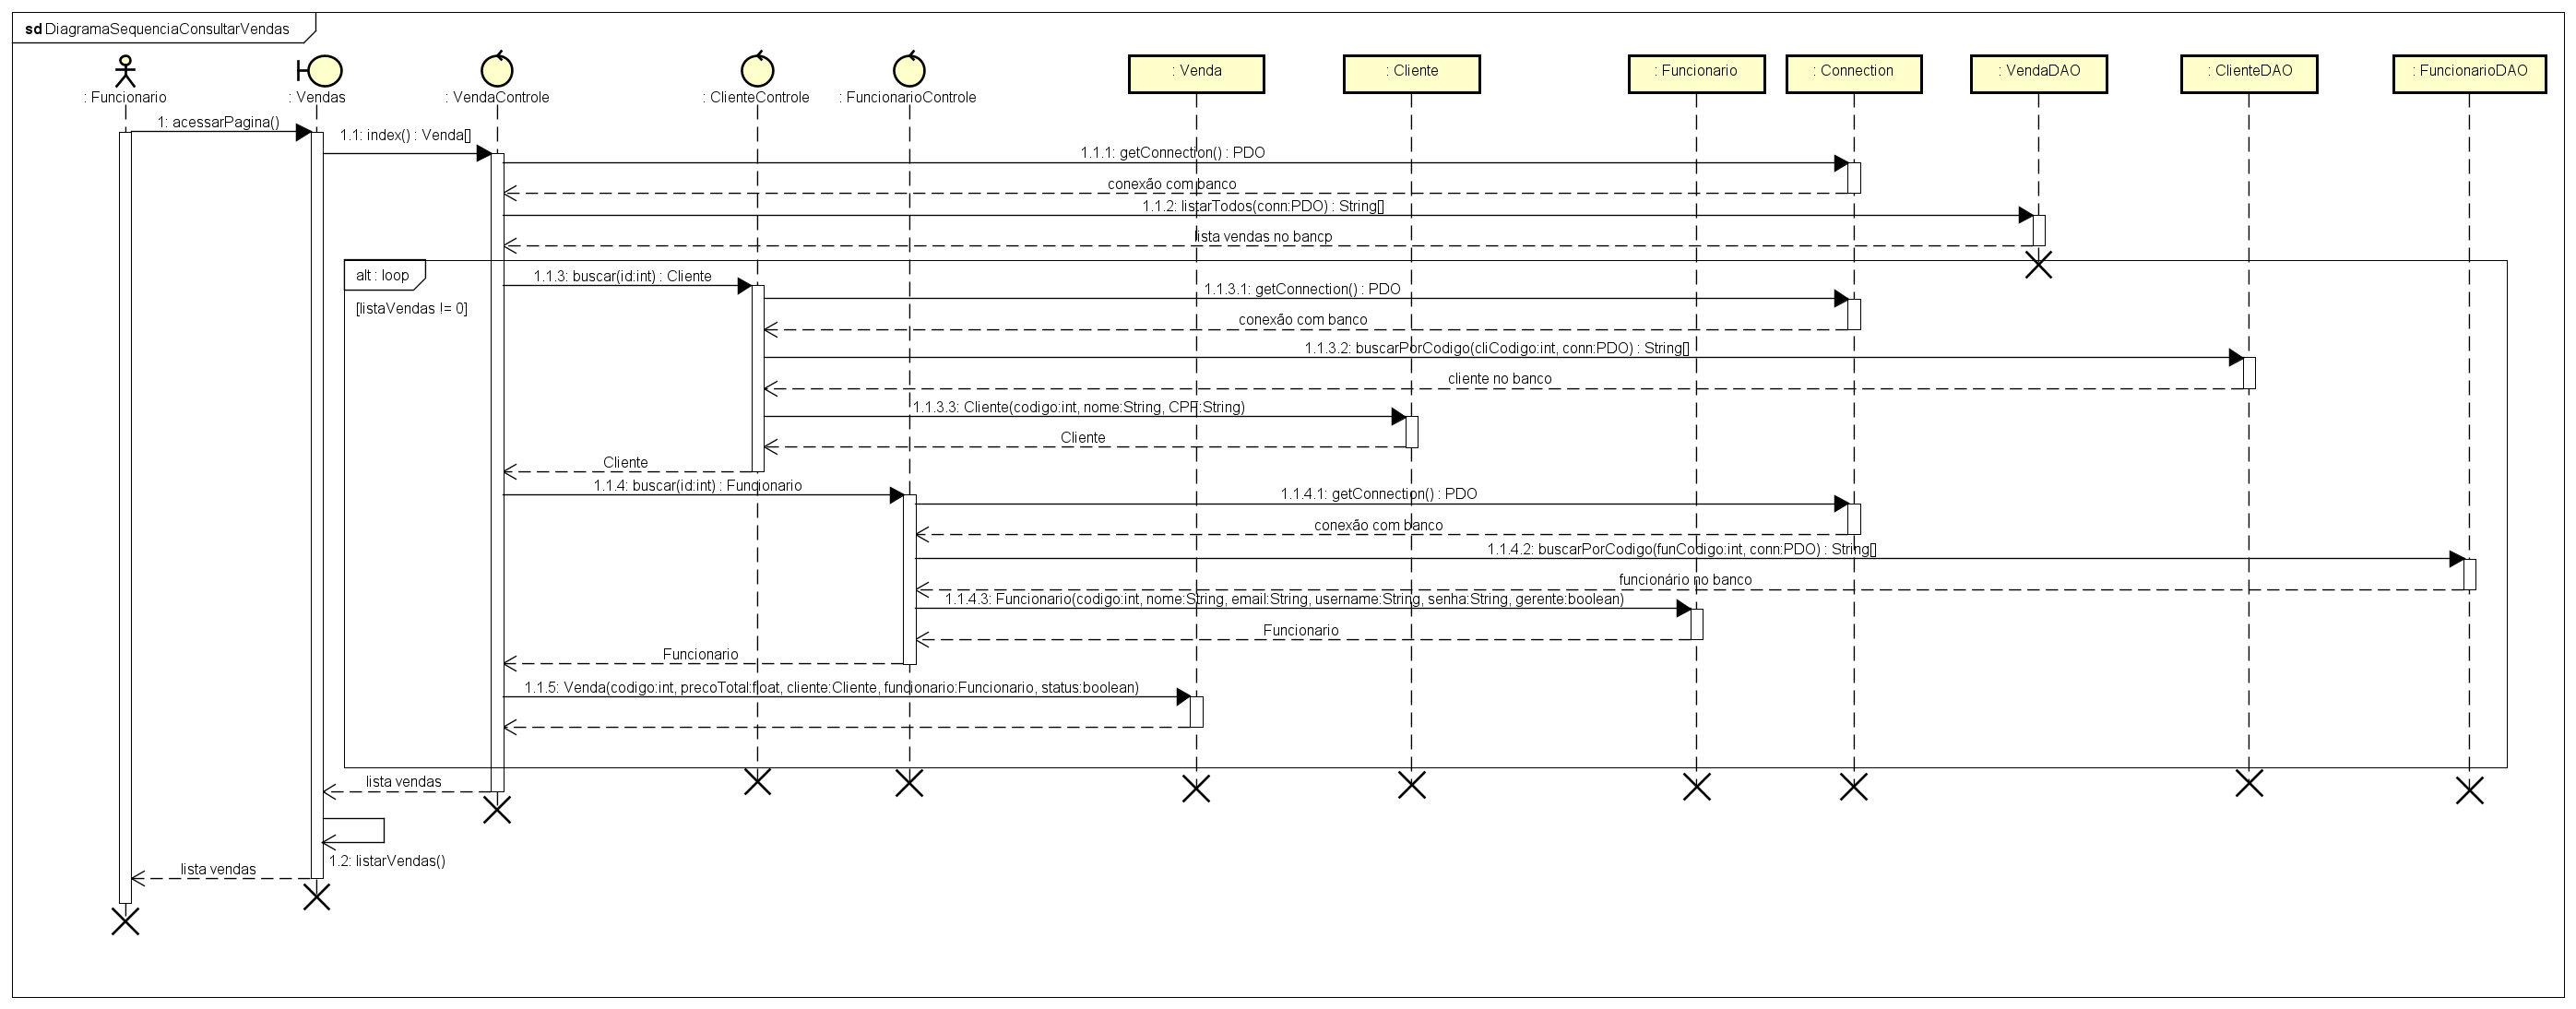 sd DiagramaSequenciaConsultarVendas
: Funcionario
: Vendas
: VendaControle
: ClienteControle
: FuncionarioControle
: Venda
: Cliente
: Funcionario
: Connection
: VendaDAO
: ClienteDAO
: FuncionarioDAO
1: acessarPagina()
1.1: index() : Venda[]
1.1.1: getConnection() : PDO
conexão com banco
1.1.2: listarTodos(conn:PDO) : String[]
lista vendas no bancp
alt : loop
[listaVendas != 0]
1.1.3: buscar(id:int) : Cliente
1.1.3.1: getConnection() : PDO
conexão com banco
1.1.3.2: buscarPorCodigo(cliCodigo:int, conn:PDO) : String[]
cliente no banco
1.1.3.3: Cliente(codigo:int, nome:String, CPF:String)
Cliente
Cliente
1.1.4: buscar(id:int) : Funcionario
1.1.4.1: getConnection() : PDO
conexão com banco
1.1.4.2: buscarPorCodigo(funCodigo:int, conn:PDO) : String[]
funcionário no banco
1.1.4.3: Funcionario(codigo:int, nome:String, email:String, username:String, senha:String, gerente:boolean)
Funcionario
Funcionario
1.1.5: Venda(codigo:int, precoTotal:float, cliente:Cliente, funcionario:Funcionario, status:boolean)
lista vendas
1.2: listarVendas()
lista vendas